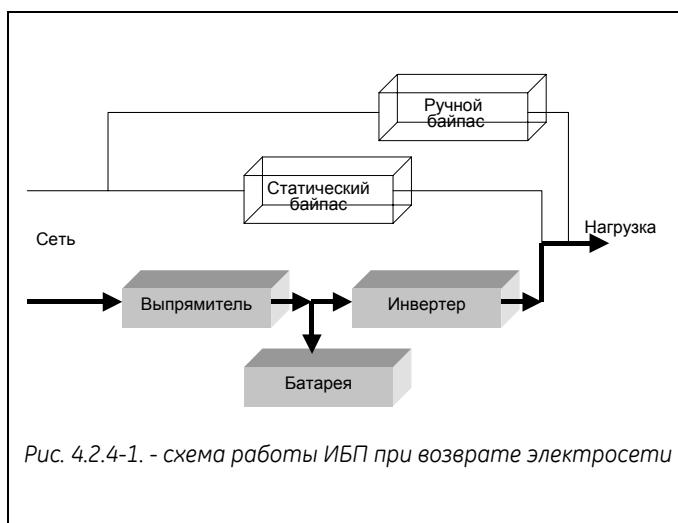 Ручной
байпас
Статический
байпас
Сеть
Нагрузка
Выпрямитель
Инвертер
Батарея
Рис. 4.2.4-1. - схема работы ИБП при возврате электросети